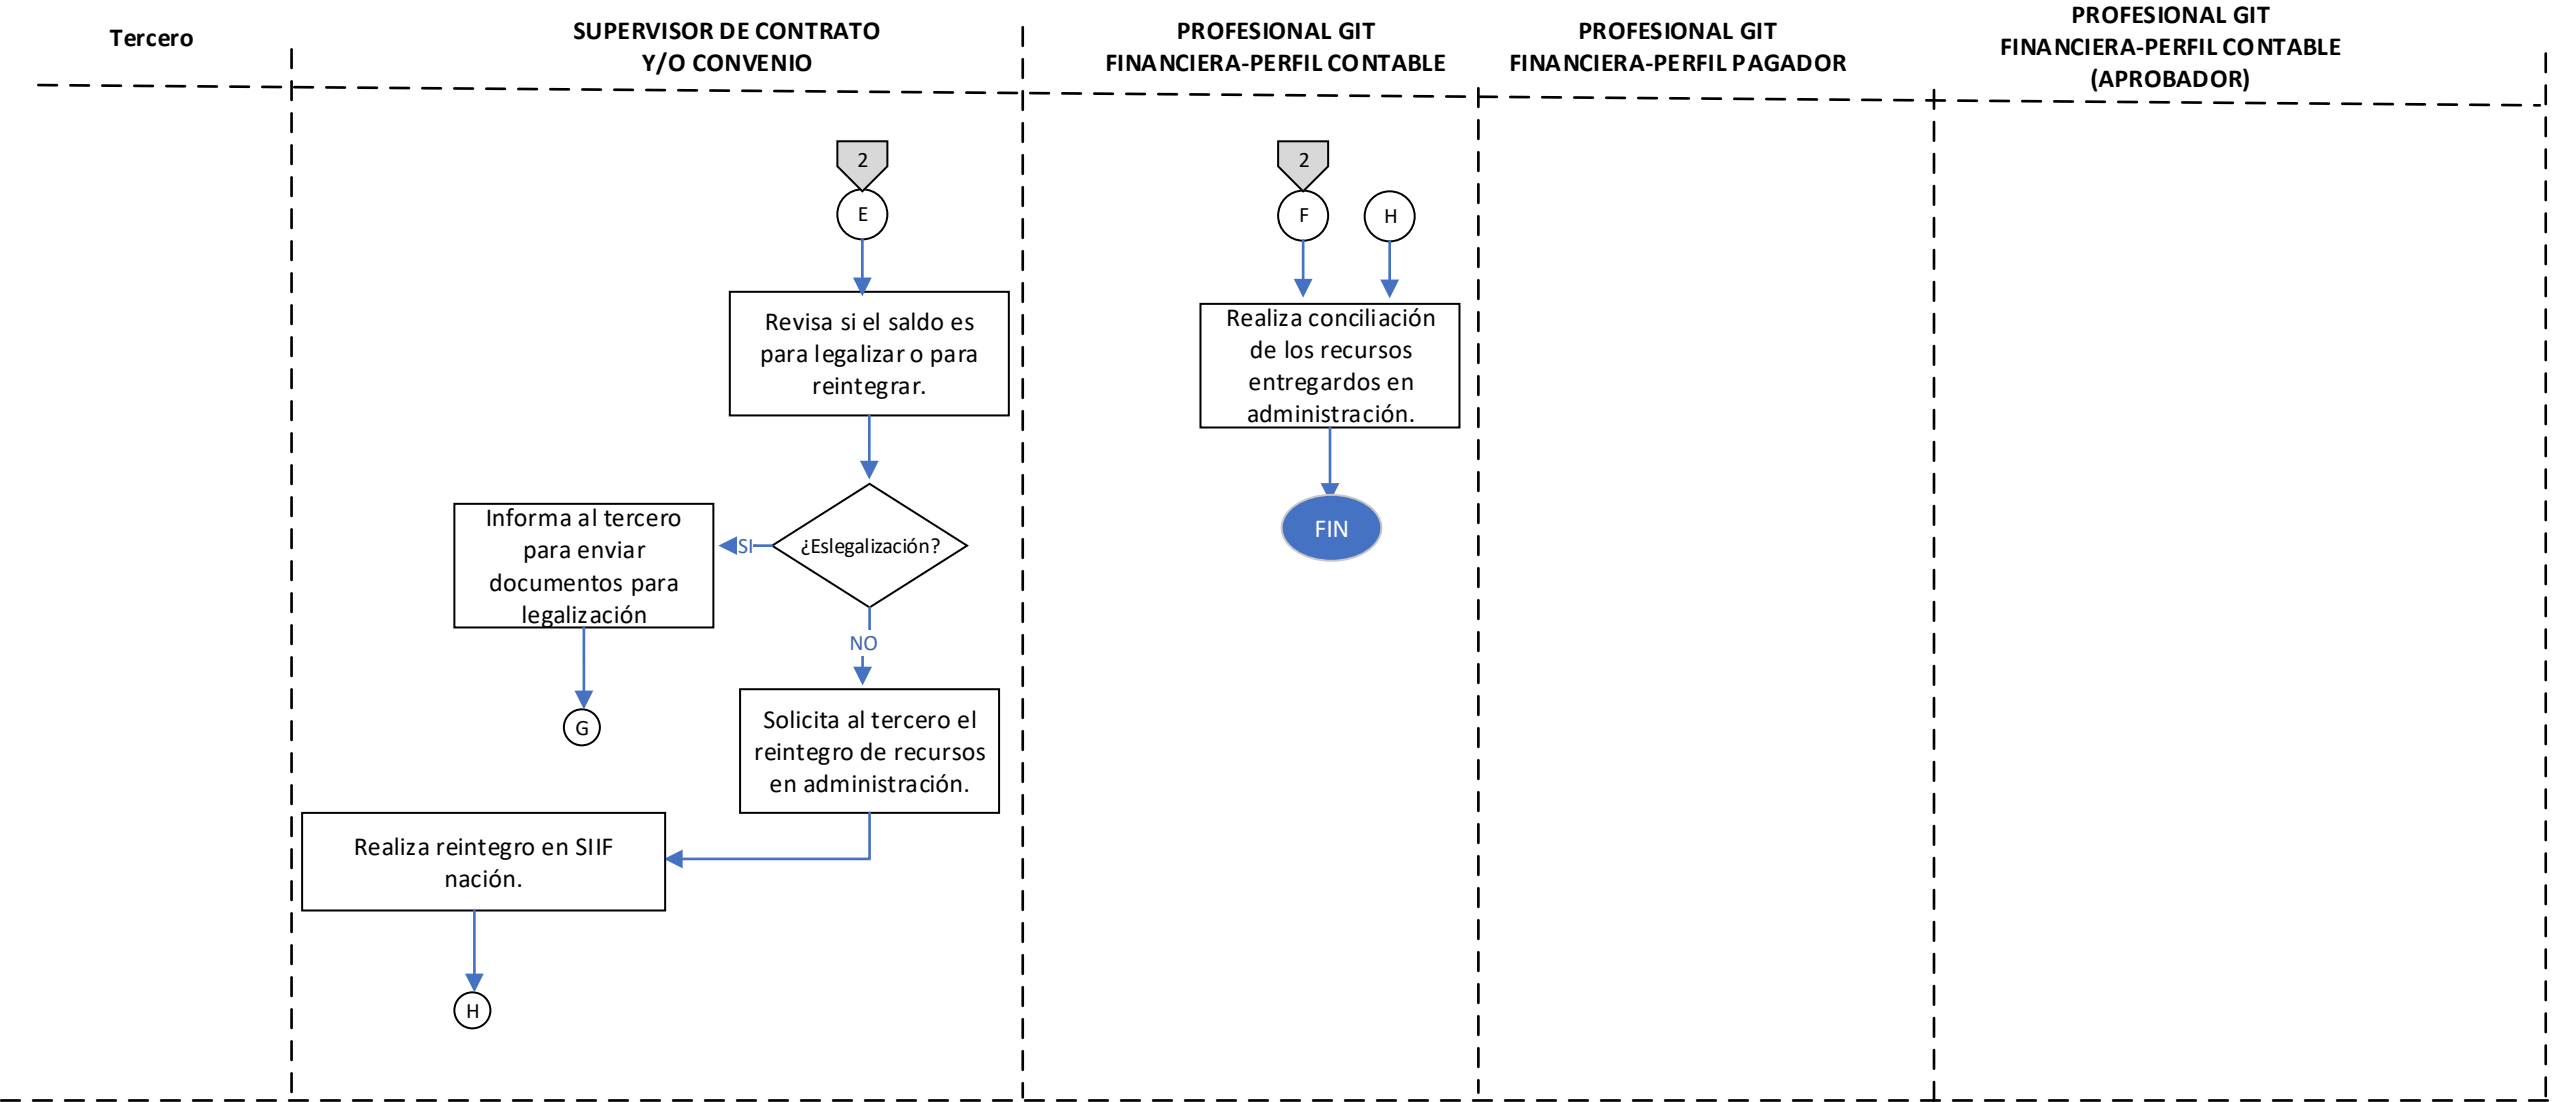 Tercero
SUPERVISOR DE CONTRATO
Y/O CONVENIO
PROFESIONAL GIT
FINANCIERA-PERFIL CONTABLE
PROFESIONAL GIT
FINANCIERA-PERFIL PAGADOR
PROFESIONAL GIT
FINANCIERA-PERFIL CONTABLE
(APROBADOR)
2
E
Revisa si el saldo es
para legalizar o para
reintegrar.
¿Eslegalización?
SI
Informa al tercero
para enviar
documentos para
legalización
G
NO
Solicita al tercero el
reintegro de recursos
en administración.
Realiza reintegro en SIIF
nación.
H
2
F
H
Realiza conciliación
de los recursos
entregardos en
administración.
FIN